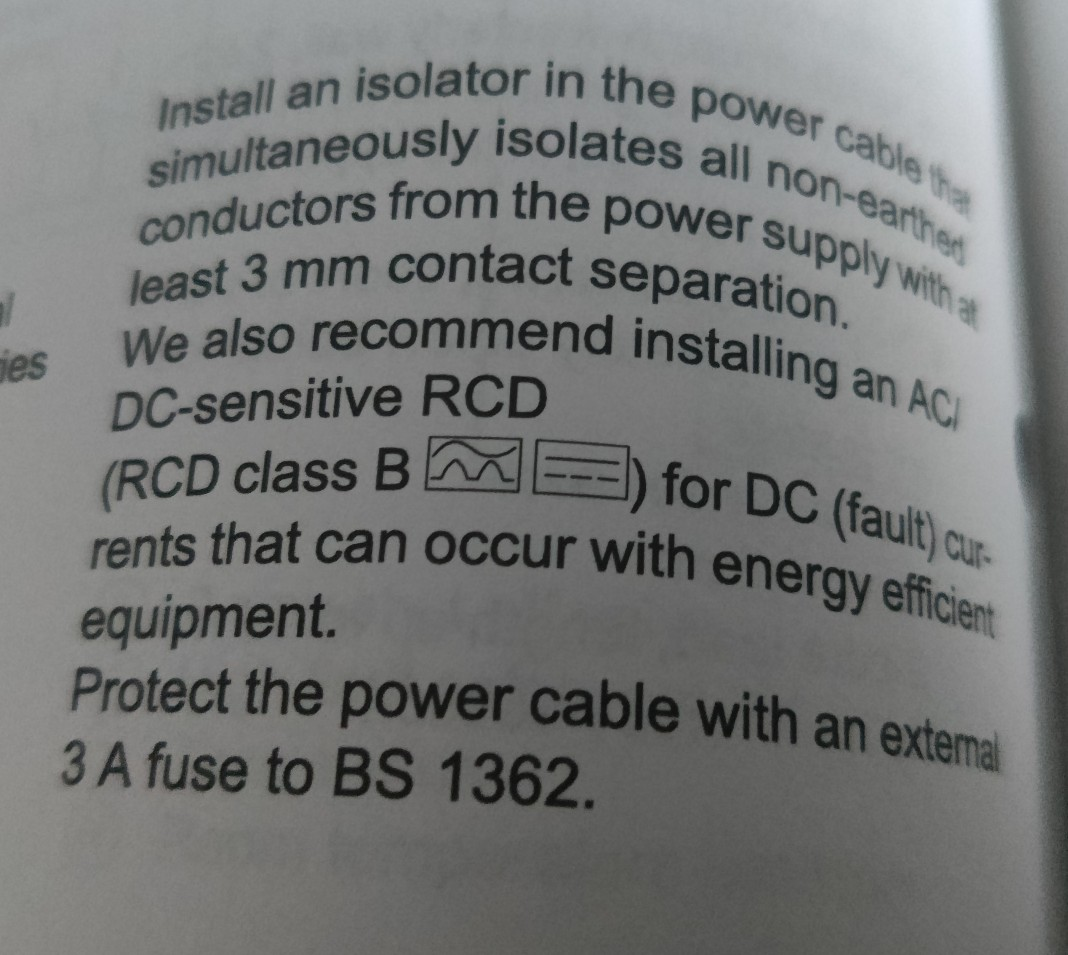 Install an isolator in the power cable that
simultaneously isolates all non-earthed
conductors from the power supply with at
least 3 mm contact separation.
We also recommend installing an AC/
DC-sensitive RCD
(RCD class B ) for DC (fault) cur-
rents that can occur with energy efficient
equipment.
Protect the power cable with an external
3 A fuse to BS 1362.